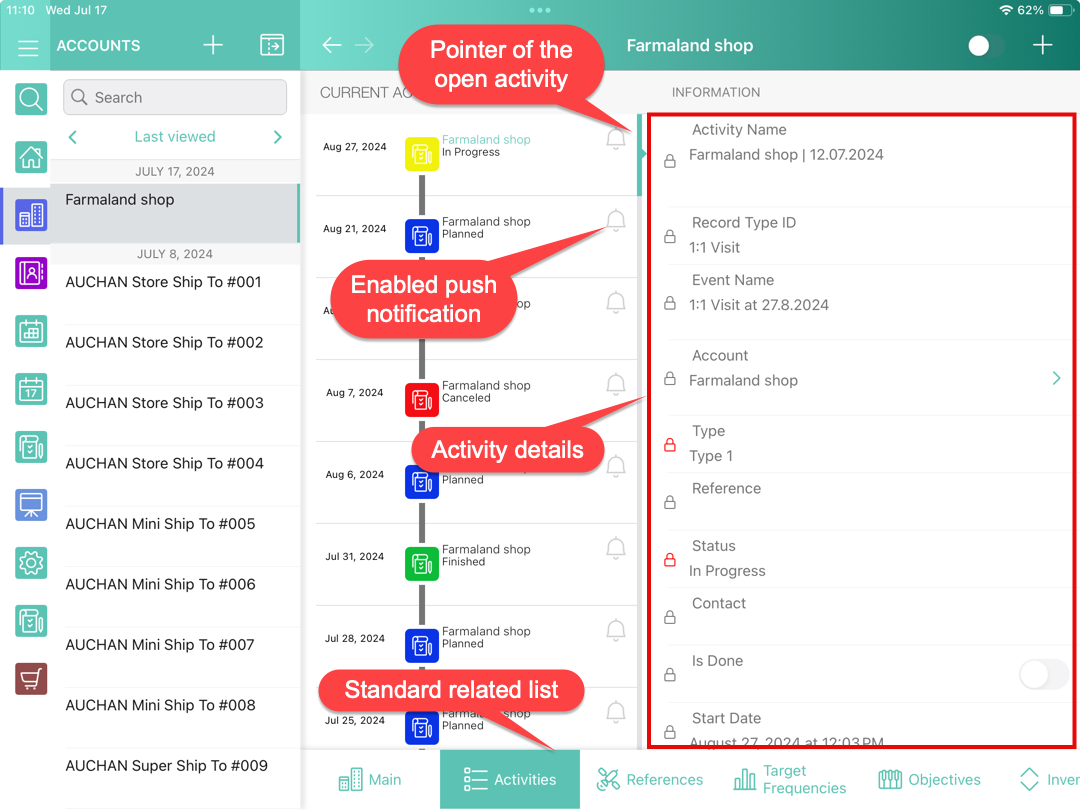 11:10 Wed Jul 17
62%
ACCOUNTS
Search
Last viewed
JULY 17, 2024
Farmaland shop
JULY 8, 2024
AUCHAN Store Ship To #001
AUCHAN Store Ship To #002
AUCHAN Store Ship To #003
AUCHAN Store Ship To #004
AUCHAN Mini Ship To #005
AUCHAN Mini Ship To #006
AUCHAN Mini Ship To #007
AUCHAN Mini Ship To #008
AUCHAN Super Ship To #009
17
Farmaland shop
CURRENT
Pointer of the
open activity
Aug 27, 2024
Farmaland shop
In Progress
Aug 21, 2024
Farmaland shop
Planned
Enabled push
notification
Aug 7, 2024
Farmaland shop
Canceled
Activity details
Aug 6, 2024
Planned
Jul 31, 2024
Farmaland shop
Finished
Jul 28, 2024
Farmaland shop
Planned
Standard related list
Jul 25, 2024
Planned
INFORMATION
Activity Name
Farmaland shop | 12.07.2024
Record Type ID
1:1 Visit
Event Name
1:1 Visit at 27.8.2024
Account
Farmaland shop
Type
Type 1
Reference
Status
In Progress
Contact
Is Done
Start Date
August 27, 2024 at 12:03 PM
Main
Activities
References
Target
Frequencies
Objectives
Inver